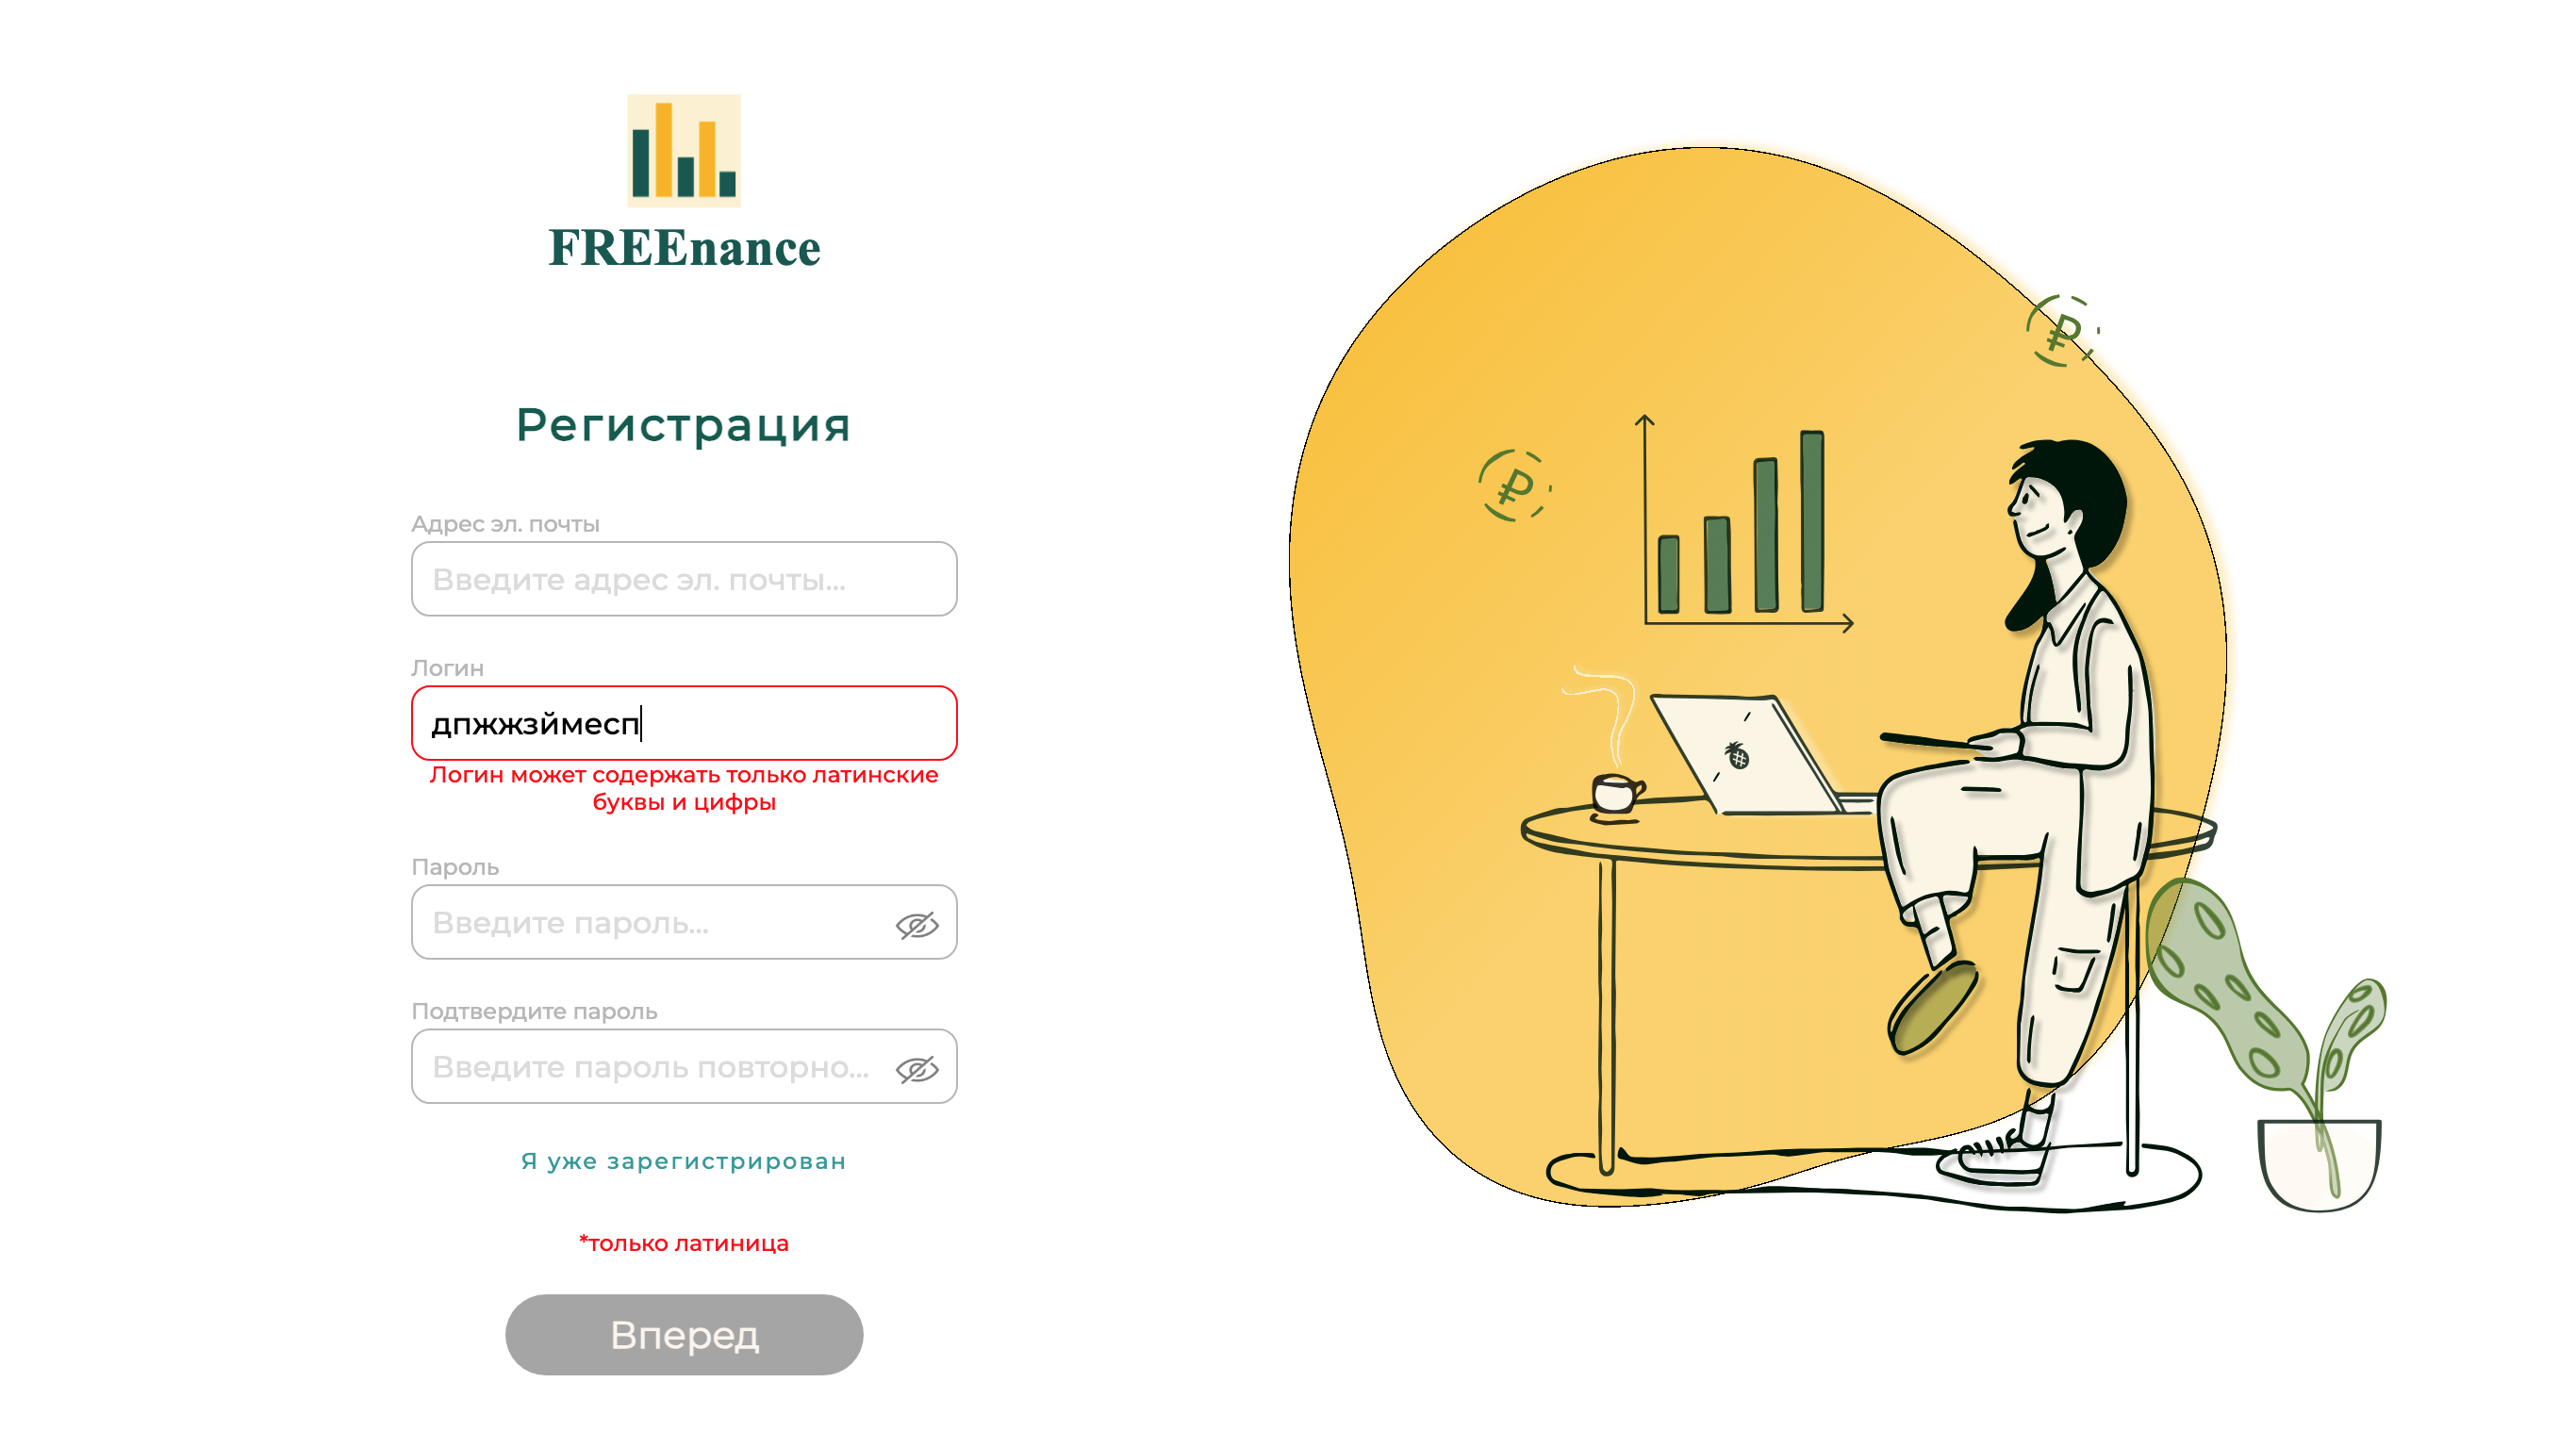 FREEnance
Регистрация
Адрес эл. почты
Введите адрес эл. почты...
Логин
дпжжзймесп
Логин может содержать только латинские
буквы и цифры
Пароль
Введите пароль...
Подтвердите пароль
Введите пароль повторно...
Я уже зарегистрирован
*только латиница
Вперед
₽
₽